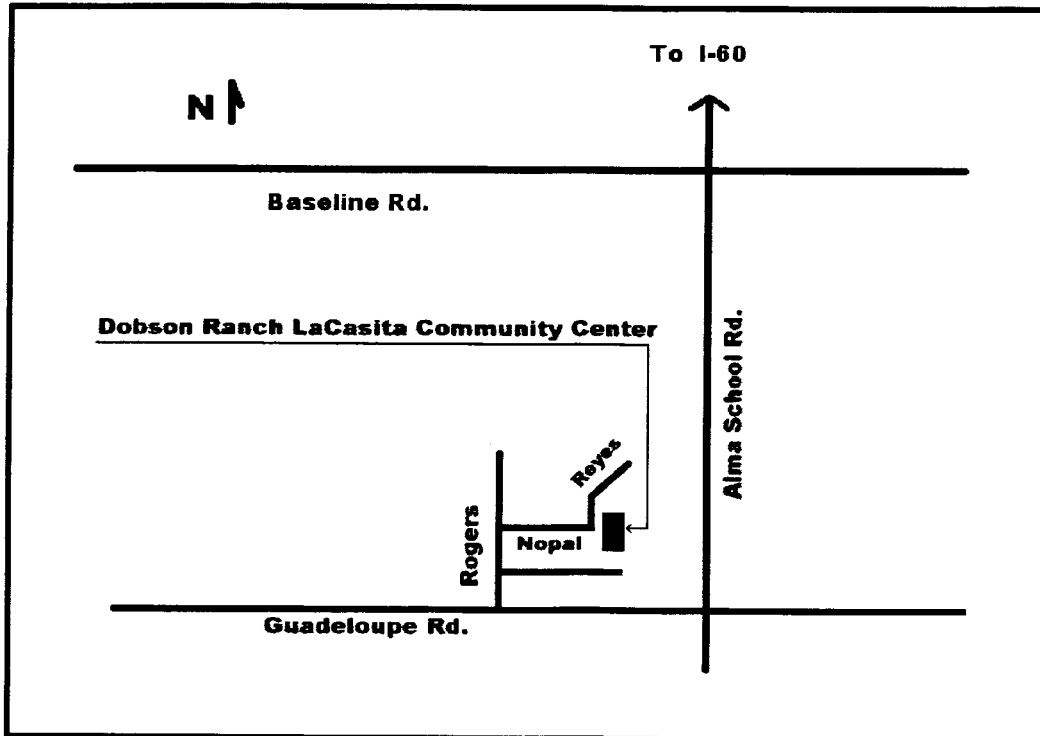 To I-60
N
Baseline Rd.
Dobson Ranch LaCasita Community Center
Alma School Rd.
Reyes
Rogers
Nopal
Guadeloupe Rd.